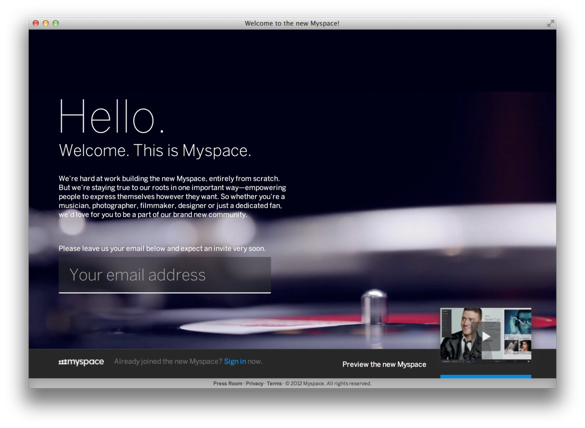 Welcome to the new Myspace!
Hello.
Welcome. This is Myspace.
We're hard at work building the new Myspace, entirely from scratch.
But we're staying true to our roots in one important way—empowering
people to express themselves however they want. So whether you're a
musician, photographer, filmmaker, designer or just a dedicated fan,
we'd love for you to be a part of our brand new community.
Please leave us your email below and expect an invite very soon.
Your email address
myspace
Already joined the new Myspace? Sign in now.
Preview the new Myspace
Press Room · Privacy · Terms · © 2012 Myspace. All rights reserved.